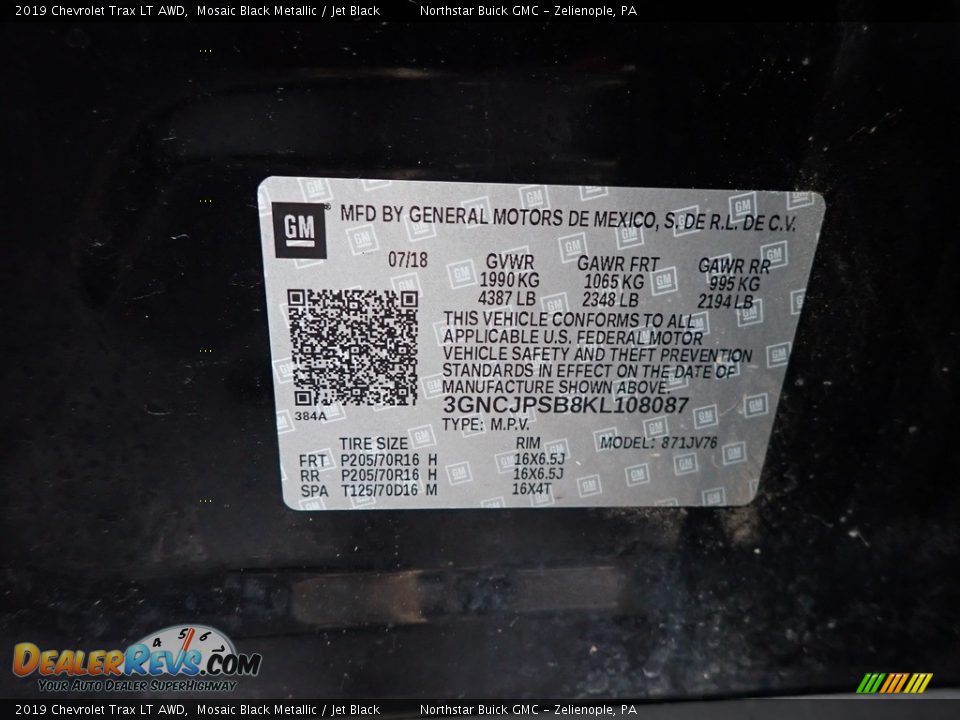 2019 Chevrolet Trax LT AWD, Mosaic Black Metallic / Jet Black Northstar Buick GMC - Zelienople, PA
GM ® MFD BY GENERAL MOTORS DE MEXICO, S. DE R.L. DE C.V.
07/18 GVWR GAWR FRT GAWR RR
1990 KG 1065 KG 995 KG
4387 LB 2348 LB 2194 LB
THIS VEHICLE CONFORMS TO ALL
APPLICABLE U.S. FEDERAL MOTOR
VEHICLE SAFETY AND THEFT PREVENTION
STANDARDS IN EFFECT ON THE DATE OF
MANUFACTURE SHOWN ABOVE.
3GNCJPSB8KL108087
384A
TYPE: M.P.V.
TIRE SIZE RIM MODEL: 871JV76
FRT P205/70R16 H 16X6.5J
RR P205/70R16 H 16X6.5J
SPA T125/70D16 M 16X4T
4 5 6
DEALERREVS.COM
YOUR AUTO DEALER SUPERHIGHWAY
2019 Chevrolet Trax LT AWD, Mosaic Black Metallic / Jet Black Northstar Buick GMC - Zelienople, PA